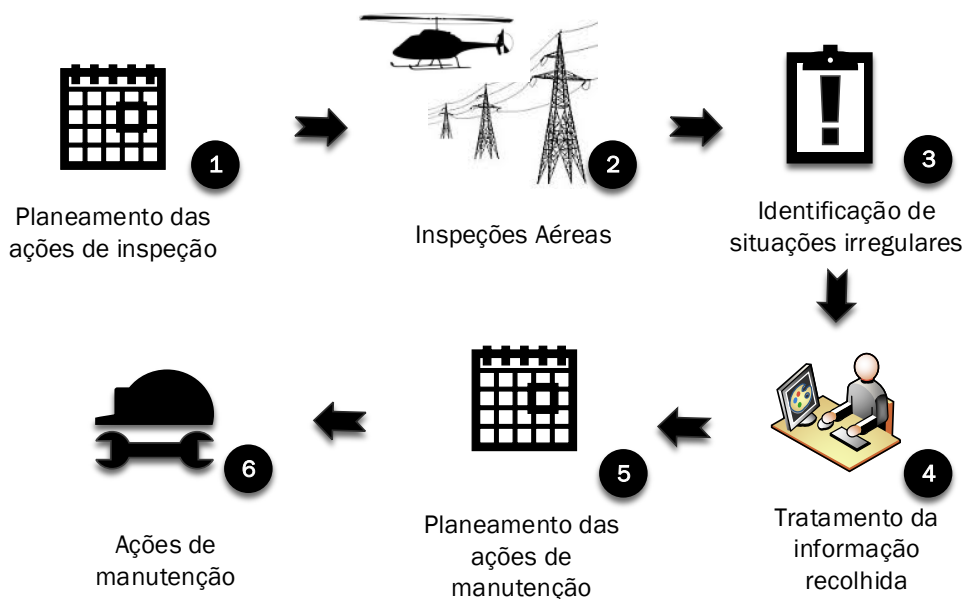 1
Planeamento das
ações de inspeção
2
Inspeções Aéreas
3
Identificação de
situações irregulares
4
Tratamento da
informação
recolhida
5
Planeamento das
ações de
manutenção
6
Ações de
manutenção